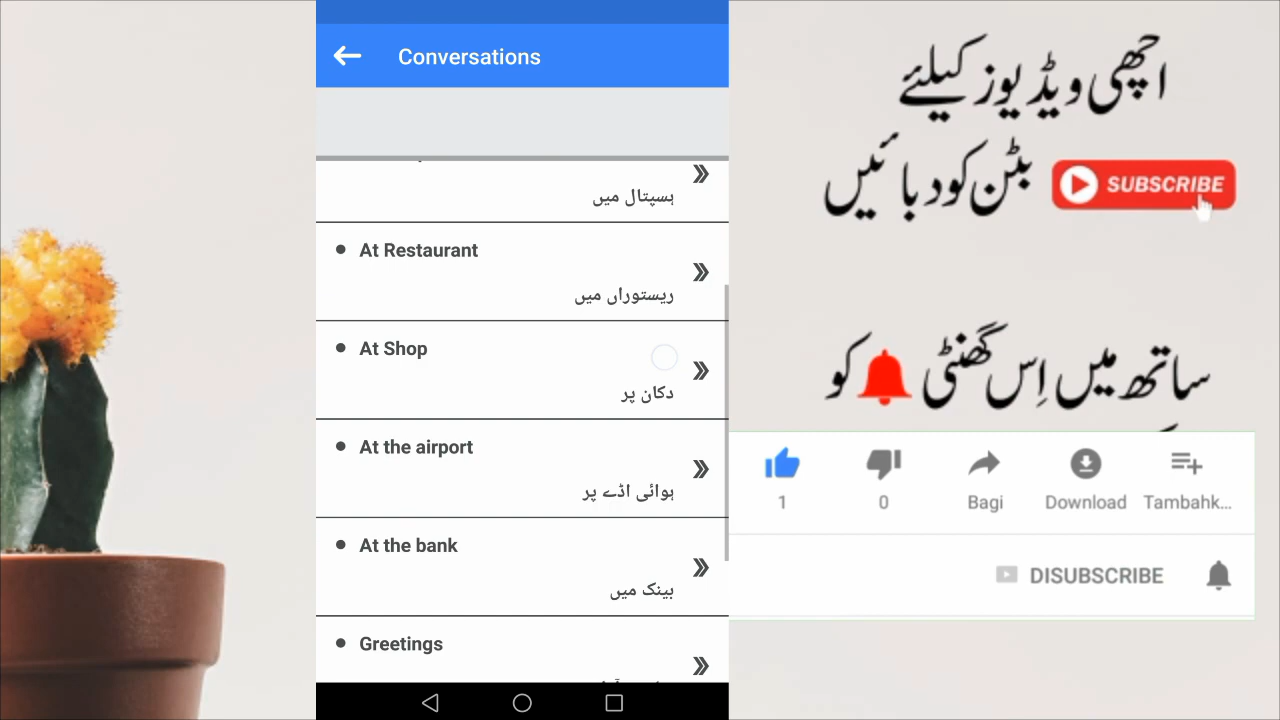 Conversations
ہسپتال میں
At Restaurant
ریستوراں میں
At Shop
دکان پر
At the airport
ہوائی اڈے پر
At the bank
بینک میں
Greetings
اچھی ویڈیوز کیلئے
بٹن کو دبائیں
SUBSCRIBE
ساتھ میں اِس گھنٹی کو
1
0
Bagi
Download
Tambahk...
DISUBSCRIBE